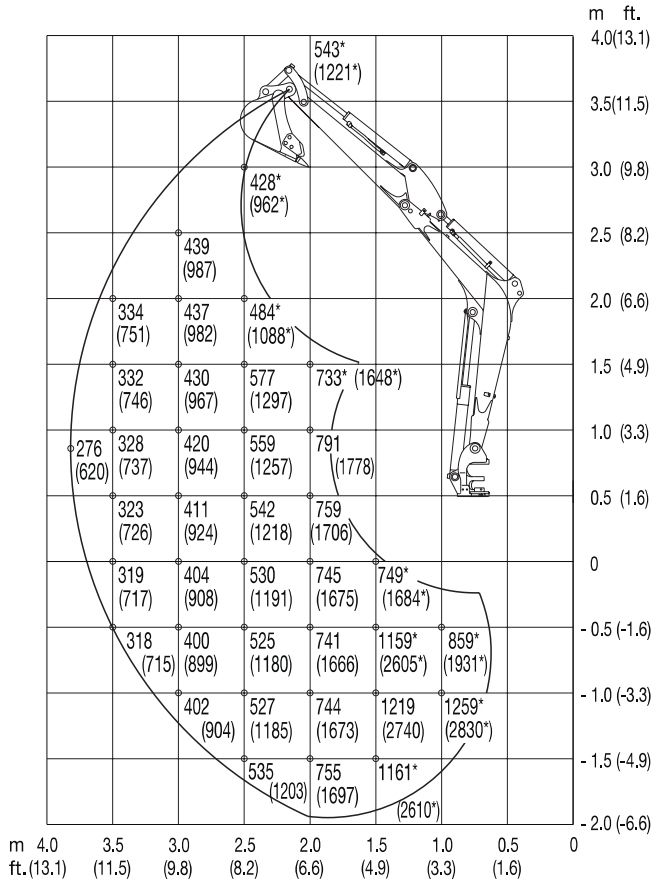 m ft.
4.0(13.1)
543*
(1221*)
3.5(11.5)
3.0 (9.8)
428*
(962*)
2.5 (8.2)
439
(987)
2.0 (6.6)
334 437 484*
(751) (982) (1088*)
1.5 (4.9)
332 430 577 733* (1648*)
(746) (967) (1297)
1.0 (3.3)
276 328 420 559 791
(620) (737) (944) (1257) (1778)
0.5 (1.6)
323 411 542 759
(726) (924) (1218) (1706)
0
319 404 530 745 749*
(717) (908) (1191) (1675) (1684*)
- 0.5 (-1.6)
318 400 525 741 1159* 859*
(715) (899) (1180) (1666) (2605*) (1931*)
- 1.0 (-3.3)
402 527 744 1219 1259*
(904) (1185) (1673) (2740) (2830*)
- 1.5 (-4.9)
535 755 1161*
(1203) (1697) (2610*)
- 2.0 (-6.6)
m 4.0 3.5 3.0 2.5 2.0 1.5 1.0 0.5 0
ft.(13.1) (11.5) (9.8) (8.2) (6.6) (4.9) (3.3) (1.6)